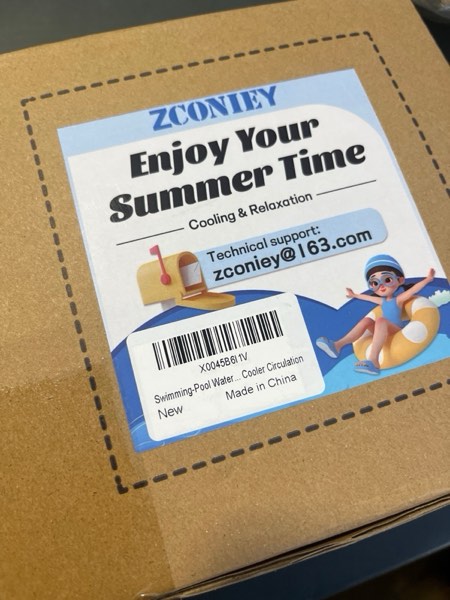 ZCONIEY
Enjoy Your
Summer Time
Cooling & Relaxation
Technical support:
zconiey@163.com
X0045B6I1V
Swimming-Pool Water... Cooler Circulation
New Made in China